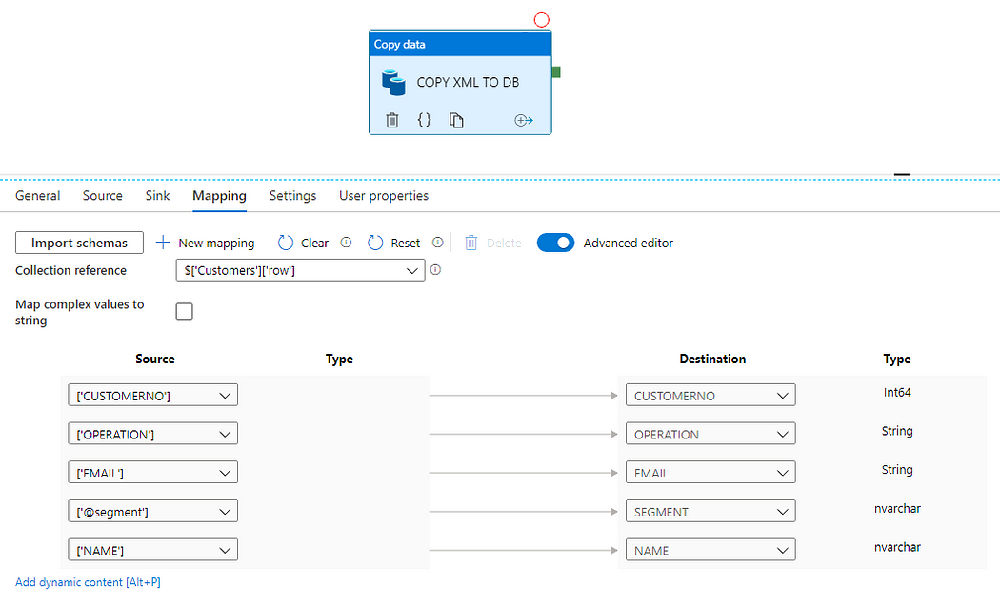 Copy data
COPY XML TO DB
{}
General Source Sink Mapping Settings User properties
Import schemas + New mapping Clear Reset Delete Advanced editor
Collection reference $['Customers']['row']
Map complex values to
string
Source Type Destination Type
['CUSTOMERNO'] CUSTOMERNO Int64
['OPERATION'] OPERATION String
['EMAIL'] EMAIL String
['@segment'] SEGMENT nvarchar
['NAME'] NAME nvarchar
Add dynamic content [Alt+P]